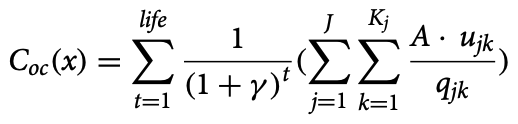 C_{oc}(x) = \sum_{t=1}^{life} \frac{1}{(1+\gamma)^t} (\sum_{j=1}^{J} \sum_{k=1}^{K_j} \frac{A \cdot u_{jk}}{q_{jk}})